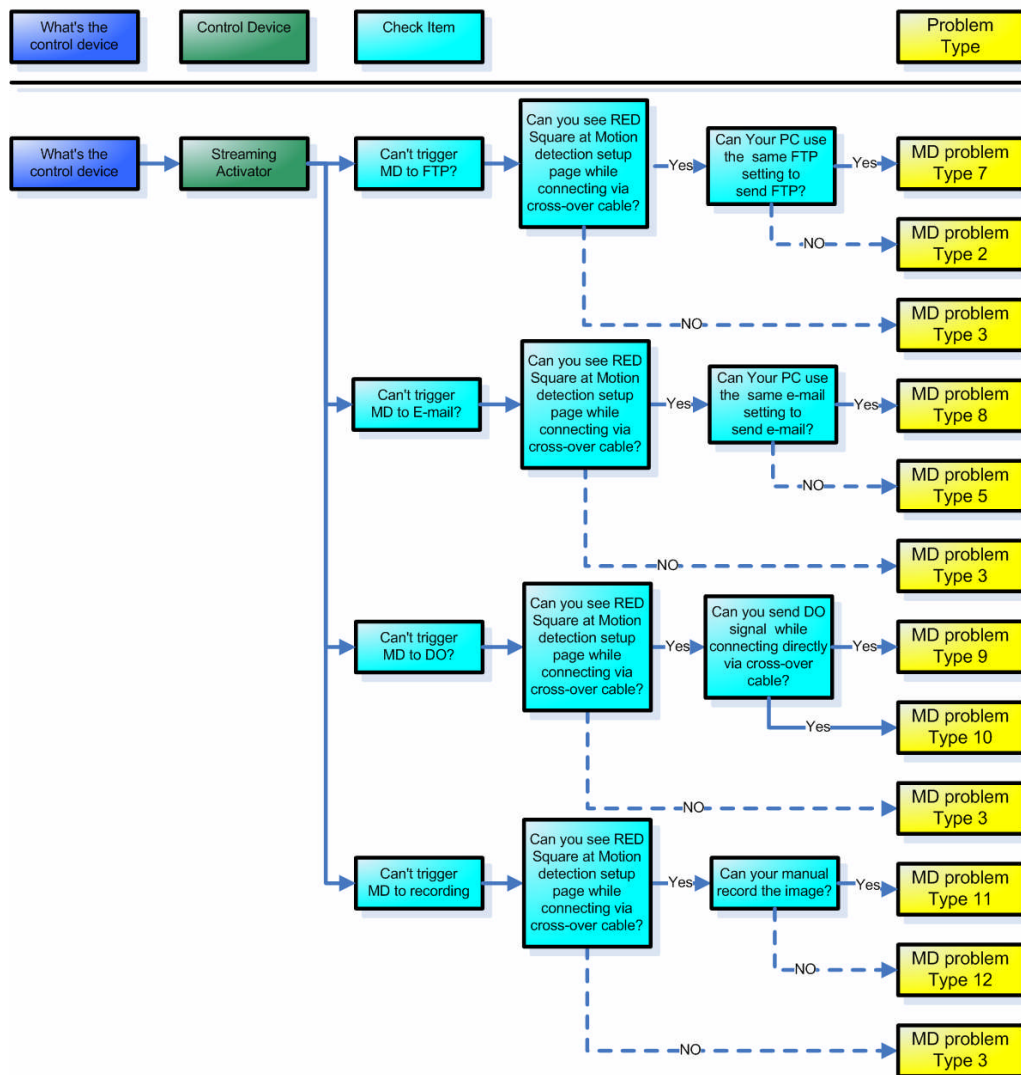 What's the
control device
Control Device
Check Item
Problem
Type
What's the
control device
Streaming
Activator
Can't trigger
MD to FTP?
Can you see RED
Square at Motion
detection setup
page while
connecting via
cross-over cable?
Yes
Can Your PC use
the same FTP
setting to
send FTP?
Yes
MD problem
Type 7
NO
MD problem
Type 2
NO
MD problem
Type 3
Can't trigger
MD to E-mail?
Can you see RED
Square at Motion
detection setup
page while
connecting via
cross-over cable?
Yes
Can Your PC use
the same e-mail
setting to
send e-mail?
Yes
MD problem
Type 8
NO
MD problem
Type 5
NO
MD problem
Type 3
Can't trigger
MD to DO?
Can you see RED
Square at Motion
detection setup
page while
connecting via
cross-over cable?
Yes
Can you send DO
signal while
connecting directly
via cross-over
cable?
Yes
MD problem
Type 9
Yes
MD problem
Type 10
NO
MD problem
Type 3
Can't trigger
MD to recording
Can you see RED
Square at Motion
detection setup
page while
connecting via
cross-over cable?
Yes
Can your manual
record the image?
Yes
MD problem
Type 11
NO
MD problem
Type 12
NO
MD problem
Type 3